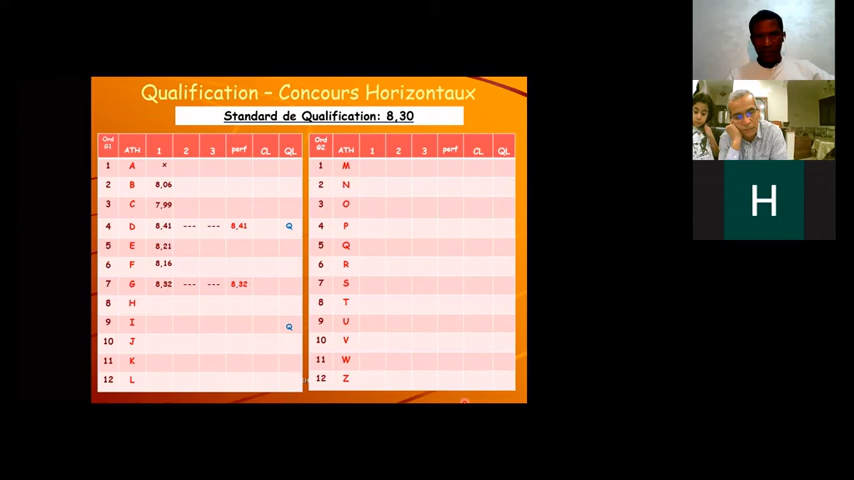 Qualification – Concours Horizontaux
Standard de Qualification: 8,30
Ord G1 ATH 1 2 3 perf CL QL
1 A x
2 B 8,06
3 C 7,99
4 D 8,41 --- --- 8,41 Q
5 E 8,21
6 F 8,16
7 G 8,32 --- --- 8,32
8 H
9 I Q
10 J
11 K
12 L
Ord G2 ATH 1 2 3 perf CL QL
1 M
2 N
3 O
4 P
5 Q
6 R
7 S
8 T
9 U
10 V
11 W
12 Z
H